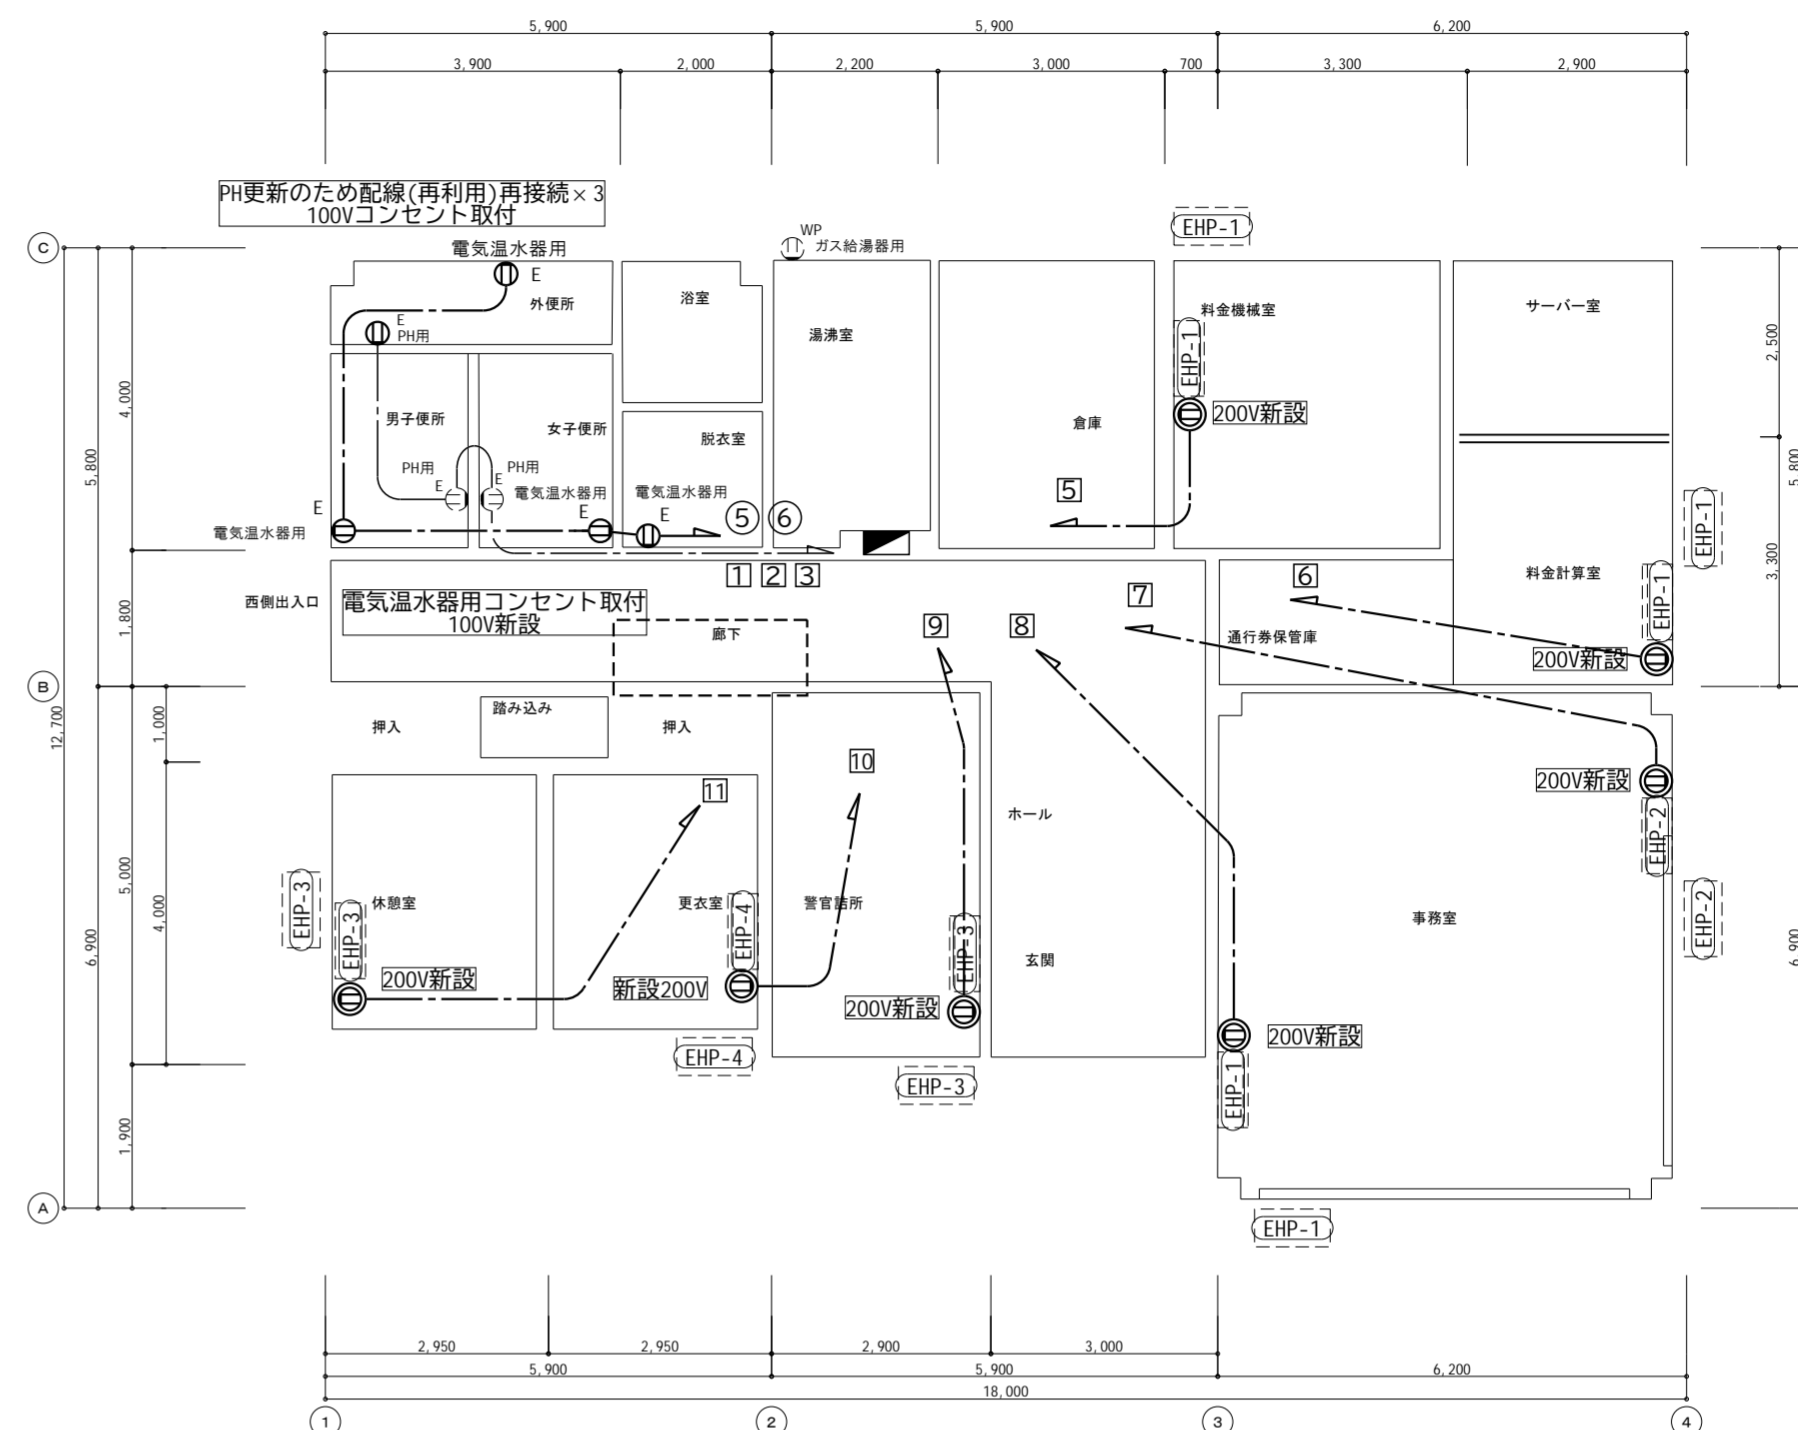 5,900
5,900
6,200
3,900
2,000
2,200
3,000
700
3,300
2,900
PH更新のため配線(再利用)再接続×3
100Vコンセント取付
電気温水器用
E
外便所
E
PH用
浴室
WP
ガス給湯器用
湯沸室
EHP-1
料金機械室
EHP-1
200V新設
サーバー室
倉庫
5
男子便所
女子便所
脱衣室
PH用
E
PH用
E
電気温水器用
電気温水器用
E
電気温水器用
E
E
⑤
⑥
1
2
3
西側出入口
電気温水器用コンセント取付
100V新設
廊下
9
8
7
6
通行券保管庫
料金計算室
EHP-1
EHP-1
200V新設
押入
踏み込み
押入
10
11
ホール
200V新設
EHP-2
EHP-2
EHP-3
EHP-3
休憩室
200V新設
更衣室
EHP-4
新設200V
警官詰所
EHP-3
200V新設
玄関
事務室
200V新設
EHP-1
EHP-4
EHP-3
EHP-1
C
B
A
12,700
5,800
6,900
4,000
1,800
5,000
1,900
1,000
4,000
2,500
3,300
5,800
6,900
2,950
2,950
2,900
3,000
5,900
5,900
6,200
18,000
1
2
3
4